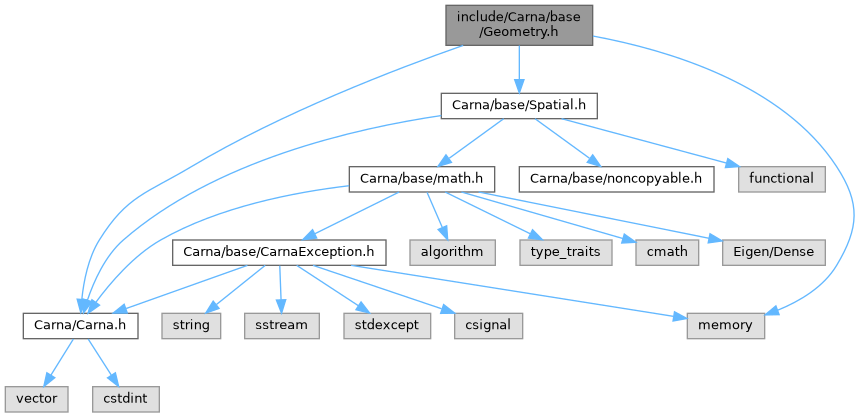 include/Carna/base
/Geometry.h
Carna/base/Spatial.h
Carna/base/math.h
Carna/base/noncopyable.h
functional
Carna/base/CarnaException.h
algorithm
type_traits
cmath
Eigen/Dense
Carna/Carna.h
string
sstream
stdexcept
csignal
memory
vector
cstdint